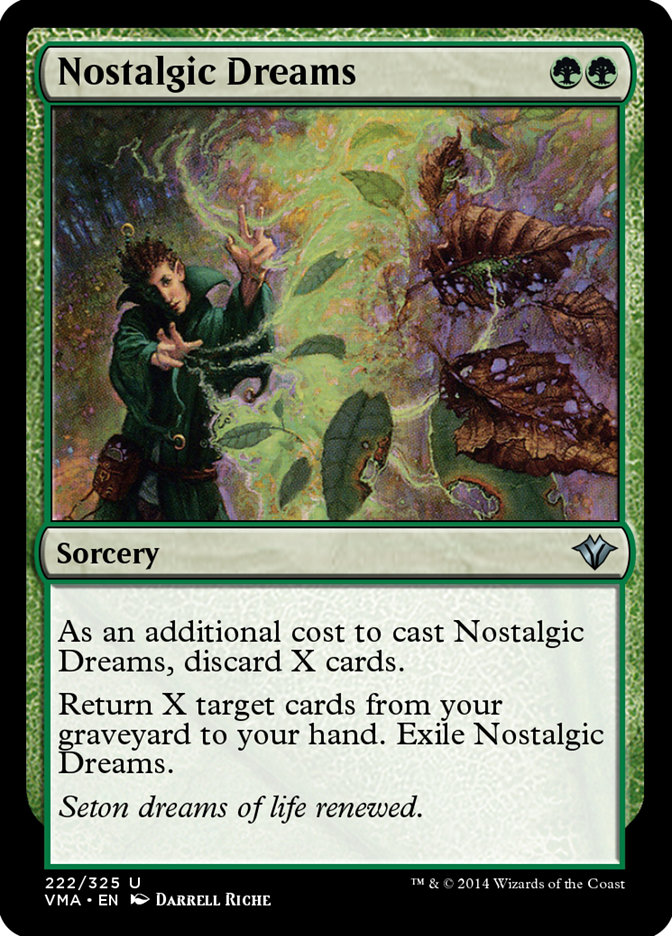 Nostalgic Dreams
Sorcery
As an additional cost to cast Nostalgic
Dreams, discard X cards.
Return X target cards from your
graveyard to your hand. Exile Nostalgic
Dreams.
Seton dreams of life renewed.
222/325 U
VMA • EN Darrell Riche
™ & © 2014 Wizards of the Coast